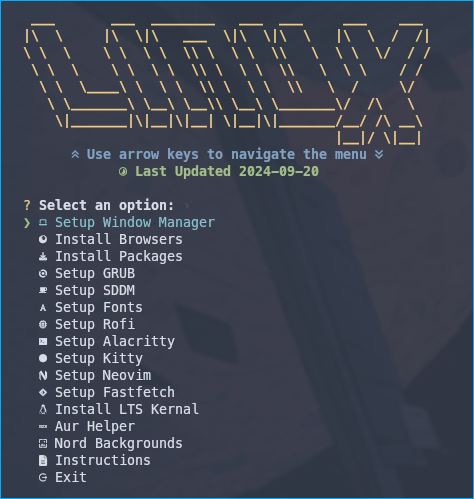 LINUX
Use arrow keys to navigate the menu
Last Updated 2024-09-20
? Select an option:
❯ Setup Window Manager
Install Browsers
Install Packages
Setup GRUB
Setup SDDM
Setup Fonts
Setup Rofi
Setup Alacritty
Setup Kitty
Setup Neovim
Setup Fastfetch
Install LTS Kernal
Aur Helper
Nord Backgrounds
Instructions
Exit